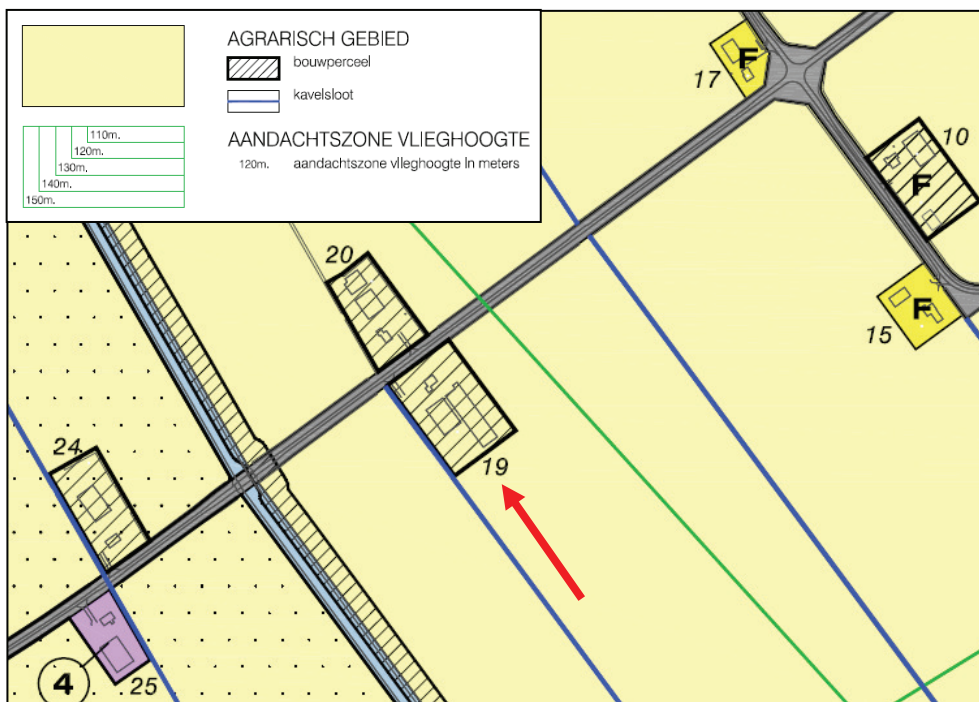 AGRARISCH GEBIED
bouwperceel
kavelsloot
AANDACHTSZONE VLIEGHOOGTE
120m. aandachtszone vlieghoogte In meters
110m.
120m.
130m.
140m.
150m.
17
F
10
F
20
15
F
24
19
4
25